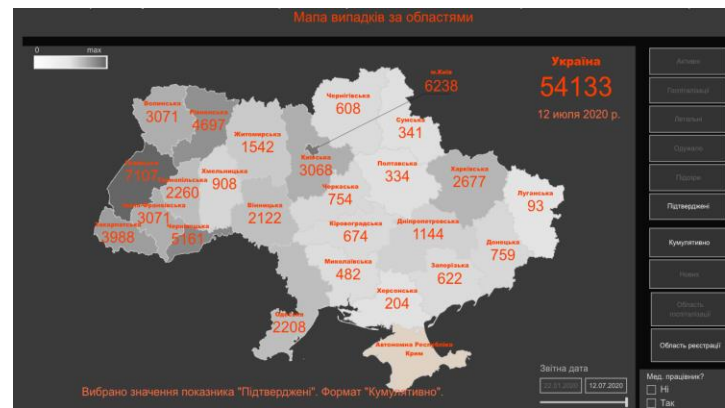 Мапа випадків за областями
0 max
Україна
54133
12 июля 2020 р.
м.Київ
6238
Чернігівська
608
Сумська
341
Волинська
3071
Рівненська
4697
Житомирська
1542
Київська
3068
Полтавська
334
Харківська
2677
Луганська
93
Львівська
7107
Тернопільська
2260
Хмельницька
908
Черкаська
754
Вінницька
2122
Івано-Франківська
3071
Закарпатська
3988
Чернівецька
5161
Кіровоградська
674
Дніпропетровська
1144
Донецька
759
Миколаївська
482
Запорізька
622
Херсонська
204
Одеська
2208
Автономна Республіка
Крим
Вибрано значення показника "Підтверджені". Формат "Кумулятивно".
Звітна дата
22.01.2020 12.07.2020
Активні
Госпіталізації
Летальні
Одужало
Підозри
Підтверджені
Кумулятивно
Нових
Область
госпіталізації
Область реєстрації
Мед. працівник?
Ні
Так